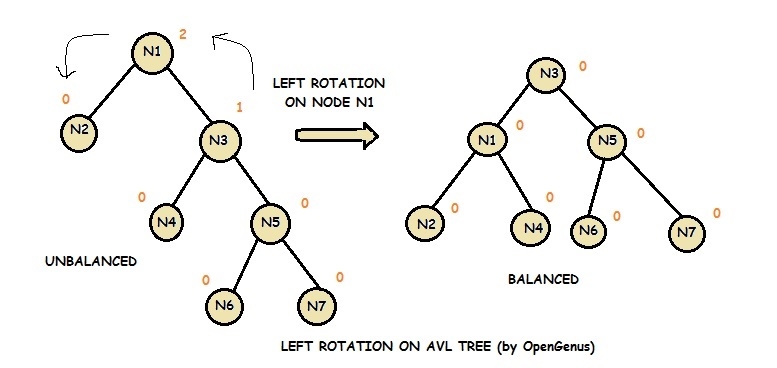 N1
2
0
N2
1
N3
0
N4
0
N5
0
N6
0
N7
UNBALANCED
LEFT ROTATION
ON NODE N1
N3
0
N1
0
N5
0
N2
0
N4
0
N6
0
N7
0
BALANCED
LEFT ROTATION ON AVL TREE (by OpenGenus)